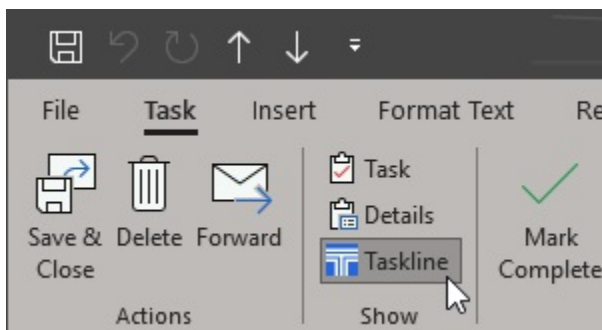 File Task Insert Format Text Re
Save & Close
Delete
Forward
Task
Details
Taskline
Mark Complete
Actions
Show